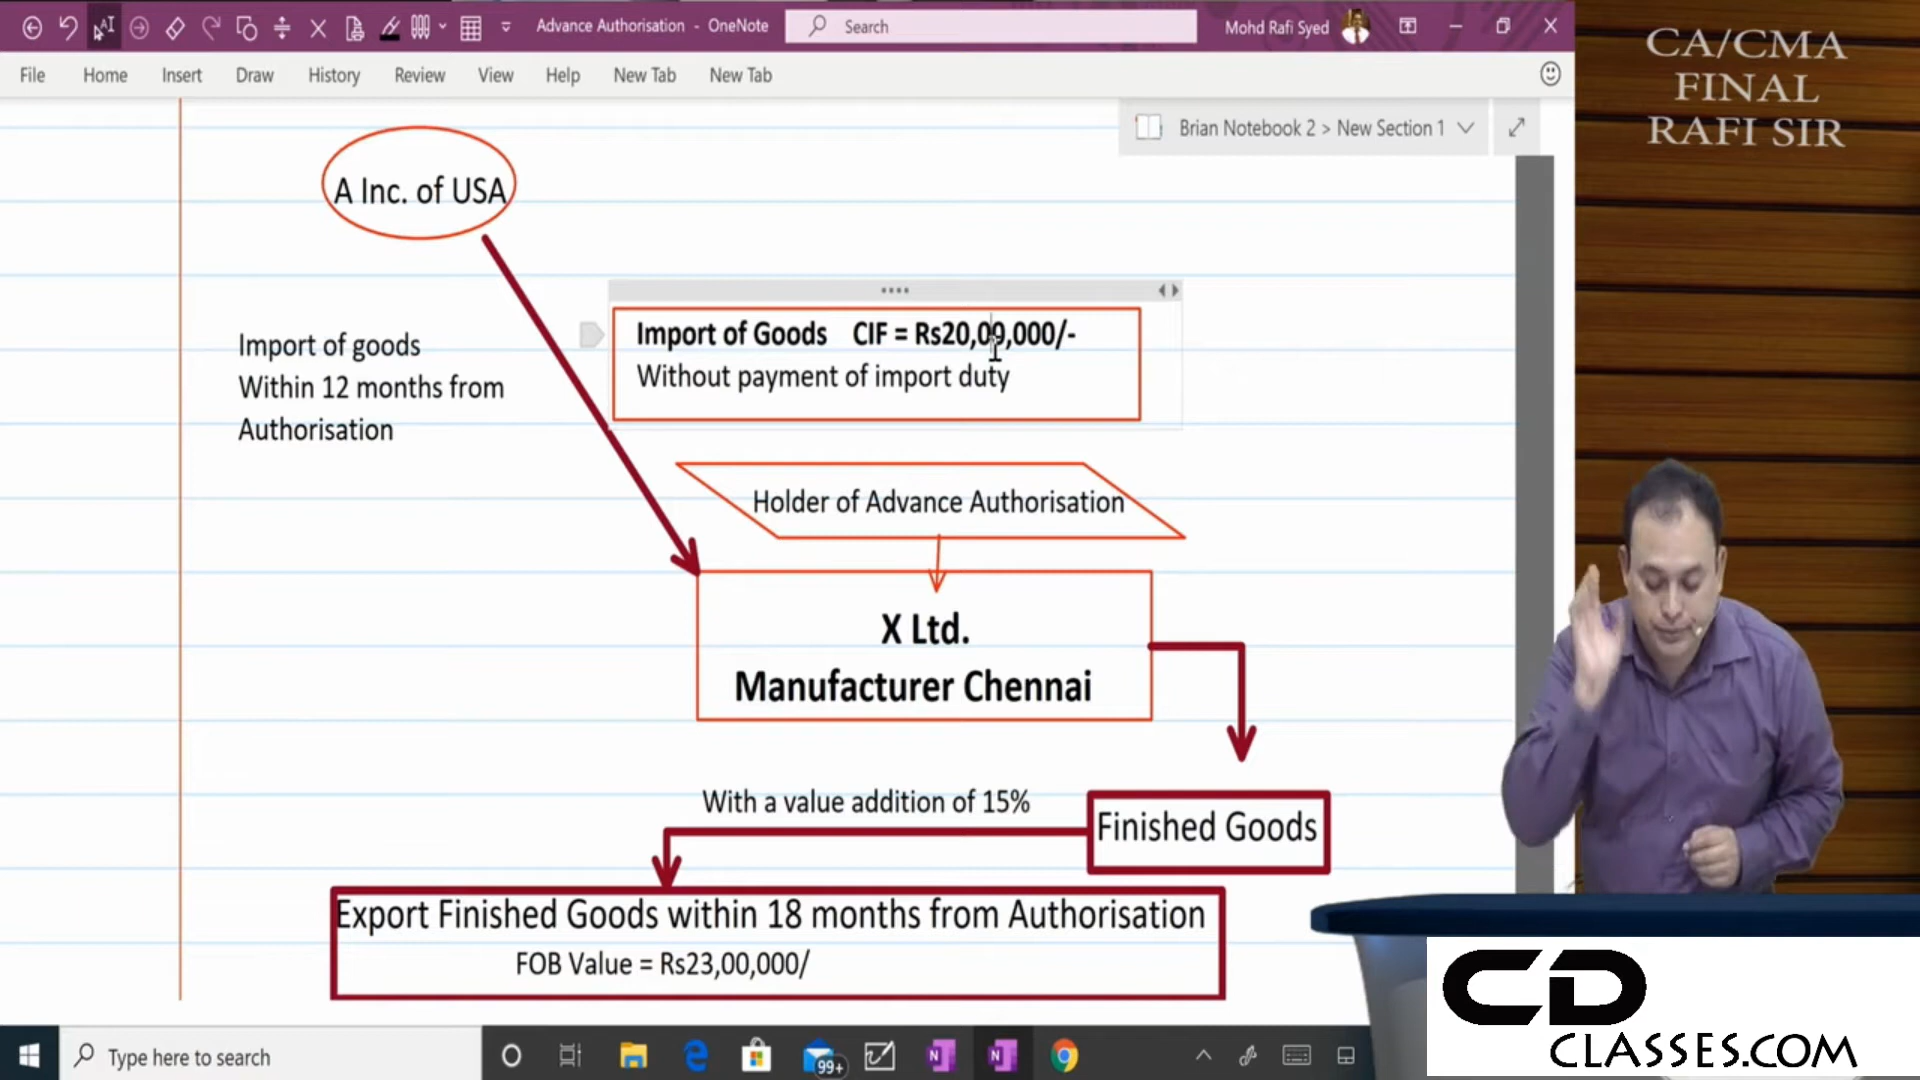 Advance Authorisation - OneNote
Search
Mohd Rafi Syed
File Home Insert Draw History Review View Help New Tab New Tab
Brian Notebook 2 > New Section 1
CA/CMA
FINAL
RAFI SIR
A Inc. of USA
Import of goods
Within 12 months from
Authorisation
Import of Goods CIF = Rs20,00,000/-
Without payment of import duty
Holder of Advance Authorisation
X Ltd.
Manufacturer Chennai
With a value addition of 15%
Finished Goods
Export Finished Goods within 18 months from Authorisation
FOB Value = Rs23,00,000/
Type here to search
99+
CD
CLASSES.COM